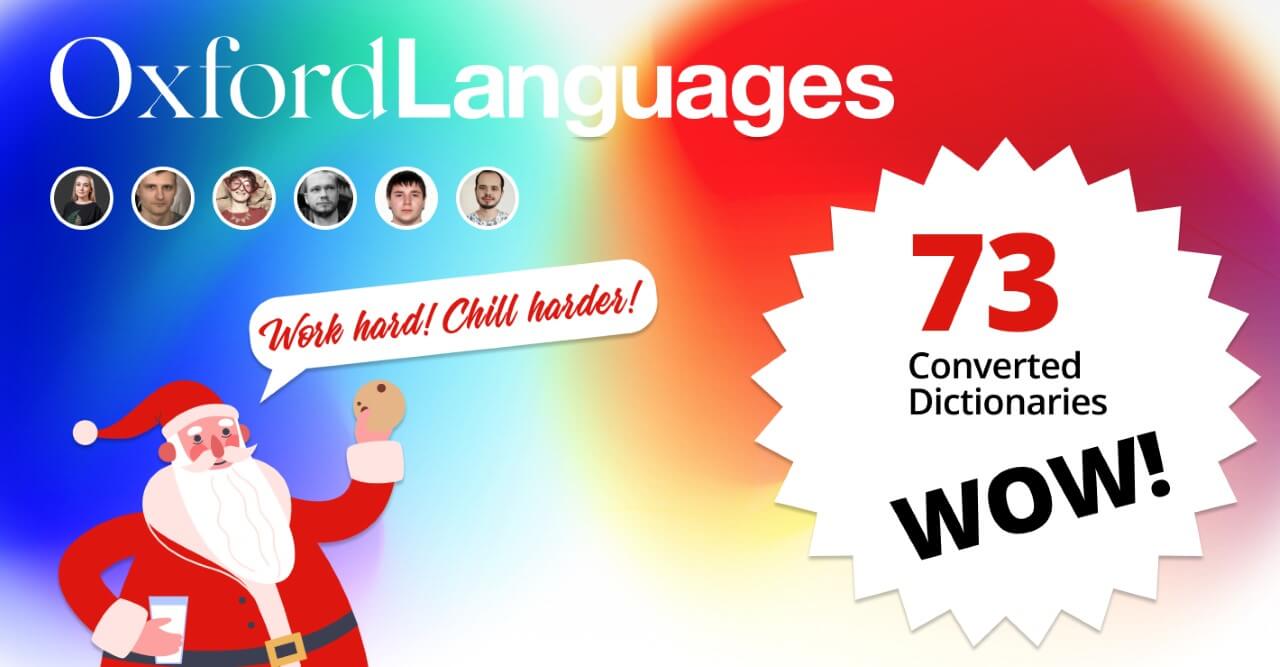 OxfordLanguages
Work hard! Chill harder!
73
Converted
Dictionaries
WOW!